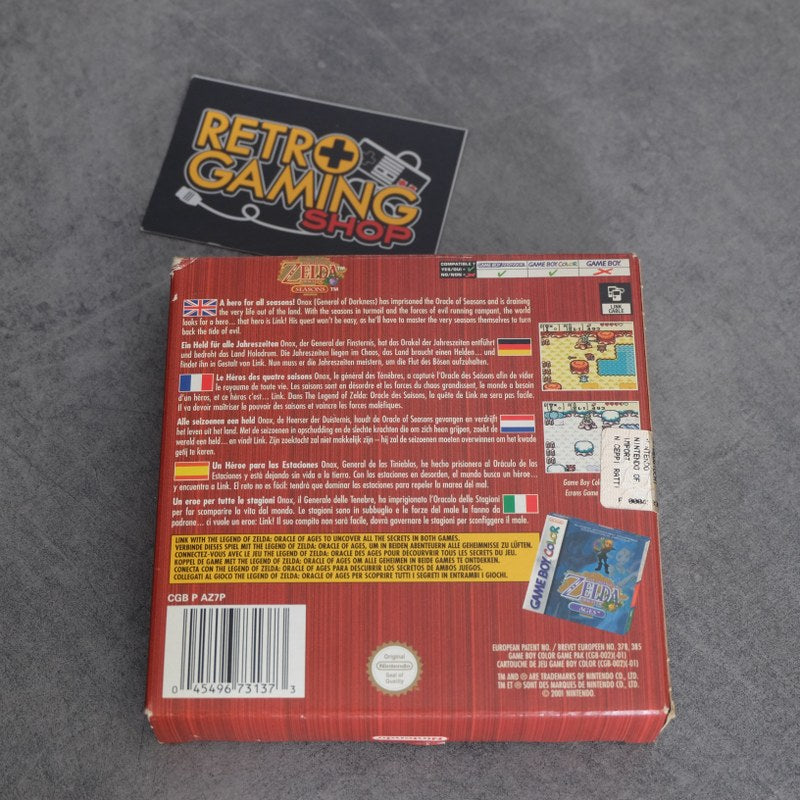 RETRO
GAMING
SHOP
ZELDA
SEASONS TM
COMPATIBLE ?
YES/OUI =
NO/NON =
GAME BOY COLOR
GAME BOY
LINK
CABLE
A hero for all seasons! Onox (General of Darkness) has imprisoned the Oracle of Seasons and is draining
the very life out of the land. With the seasons in turmoil and the forces of evil running rampant, the world
looks for a hero... that hero is Link! His quest won't be easy, as he'll have to master the very seasons themselves to turn
back the tide of evil.
Ein Held für alle Jahreszeiten Onox, der General der Finsternis, hat das Orakel der Jahreszeiten entführt
und bedroht das Land Holodrum. Die Jahreszeiten liegen im Chaos, das Land braucht einen Helden... und
findet ihn in Gestalt von Link! Nun muss er die Jahreszeiten meistern, um die Flut des Bösen aufzuhalten.
Le Héros des quatre saisons Onox, le général des Ténèbres, a capturé l'Oracle des Saisons afin de vider
le royaume de toute vie. Les saisons sont en désordre et les forces du chaos grandissent, le monde a besoin
d'un héros, et ce héros c'est... Link. Dans The Legend of Zelda: Oracle des Saisons, la quête de Link n'est pas facile.
Il va devoir maîtriser le pouvoir des saisons et vaincre les forces maléfiques.
Alle seizoenen een held Onox, de Heerser der Duisternis, houdt de Oracle of Seasons gevangen en verdrijft
het leven uit het land. Met de seizoenen in opschudding en de slechte krachten die om zich heen grijpen, zoekt de
wereld een held... en vindt Link. Zijn zoektocht zal niet makkelijk zijn — hij zal de seizoenen moeten overwinnen om het kwade
getij te keren.
Un Héroe para las Estaciones Onox, General de las Tinieblas, ha hecho prisionero al Oráculo de las
Estaciones y está dejando sin vida a la tierra. Con las estaciones en desorden, el mundo busca un héroe...
y encuentra a Link. El reto no es fácil: tendrá que dominar las estaciones para repeler la marea del mal.
Un eroe per tutte le stagioni Onox, il Generale delle Tenebre, ha imprigionato l'Oracolo delle Stagioni
per far scomparire la vita dal mondo. Le stagioni sono in subbuglio e le forze del male la fanno da
padrone... ci vuole un eroe: Link! Il suo compito non sarà facile, dovrà governare le stagioni per sconfiggere il male.
Game Boy Col
Ecrans Game
NINTENDO
NINTENDO OF
IMPORT
LINK WITH THE LEGEND OF ZELDA: ORACLE OF AGES TO UNCOVER ALL THE SECRETS IN BOTH GAMES.
VERBINDE DIESES SPIEL MIT THE LEGEND OF ZELDA: ORACLE OF AGES, UM IN BEIDEN ABENTEUERN ALLE GEHEIMNISSE ZU LÜFTEN.
CONNECTEZ-VOUS AVEC LE JEU THE LEGEND OF ZELDA: ORACLE DES AGES POUR DÉCOUVRIR TOUS LES SECRETS DU JEU.
KOPPEL DE GAME MET THE LEGEND OF ZELDA: ORACLE OF AGES OM ALLE GEHEIMEN IN BEIDE GAMES TE ONTDEKKEN.
CONECTA CON THE LEGEND OF ZELDA: ORACLE OF AGES PARA DESCUBRIR LOS SECRETOS DE ÁMBOS JUEGOS.
COLLEGATI AL GIOCO THE LEGEND OF ZELDA: ORACLE OF AGES PER SCOPRIRE TUTTI I SEGRETI IN ENTRAMBI I GIOCHI.
GAME BOY COLOR
ZELDA
AGES
CGB P AZ7P
0 45496 73137 3
Original
Nintendo
Seal of
Quality
EUROPEAN PATENT NO. / BREVET EUROPEEN NO. 378, 385
GAME BOY COLOR GAME PAK (CGB-002)(-01)
CARTOUCHE DE JEU GAME BOY COLOR (CGB-002)(-01)
TM AND ® ARE TRADEMARKS OF NINTENDO CO., LTD.
TM ET ® SONT DES MARQUES DE NINTENDO CO., LTD.
© 2001 NINTENDO.